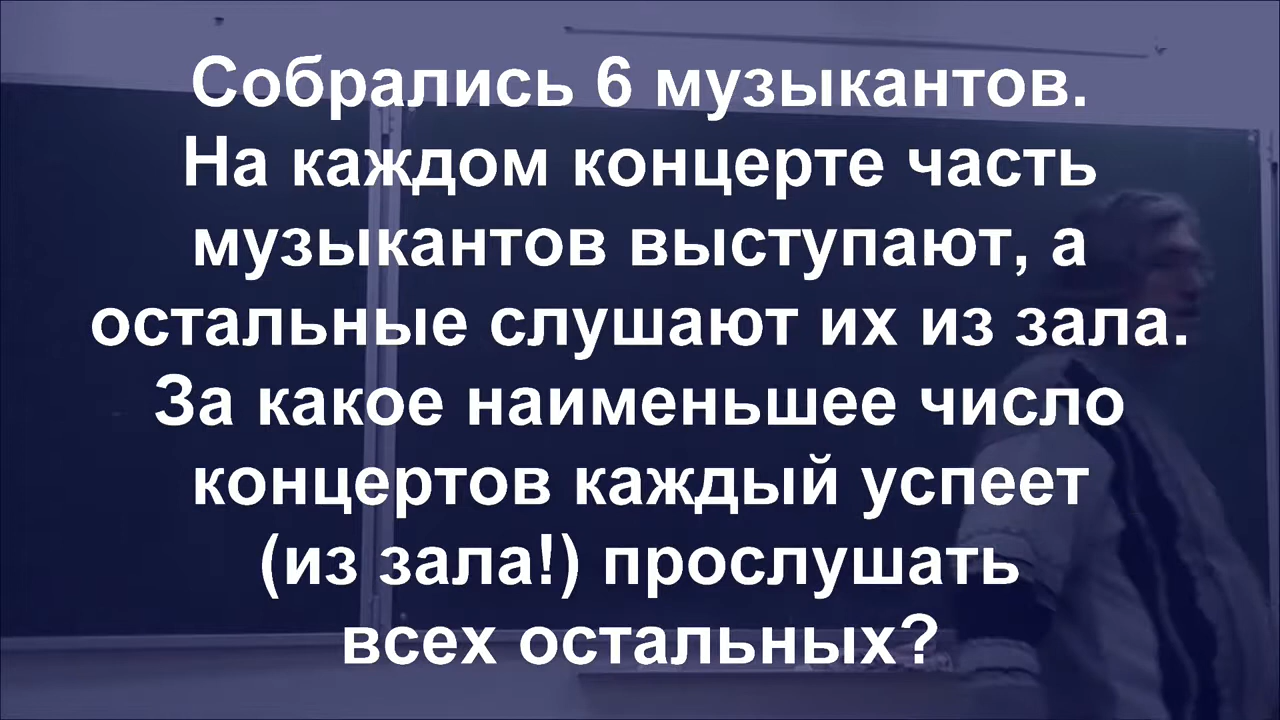 Собрались 6 музыкантов.
На каждом концерте часть
музыкантов выступают, а
остальные слушают их из зала.
За какое наименьшее число
концертов каждый успеет
(из зала!) прослушать
всех остальных?